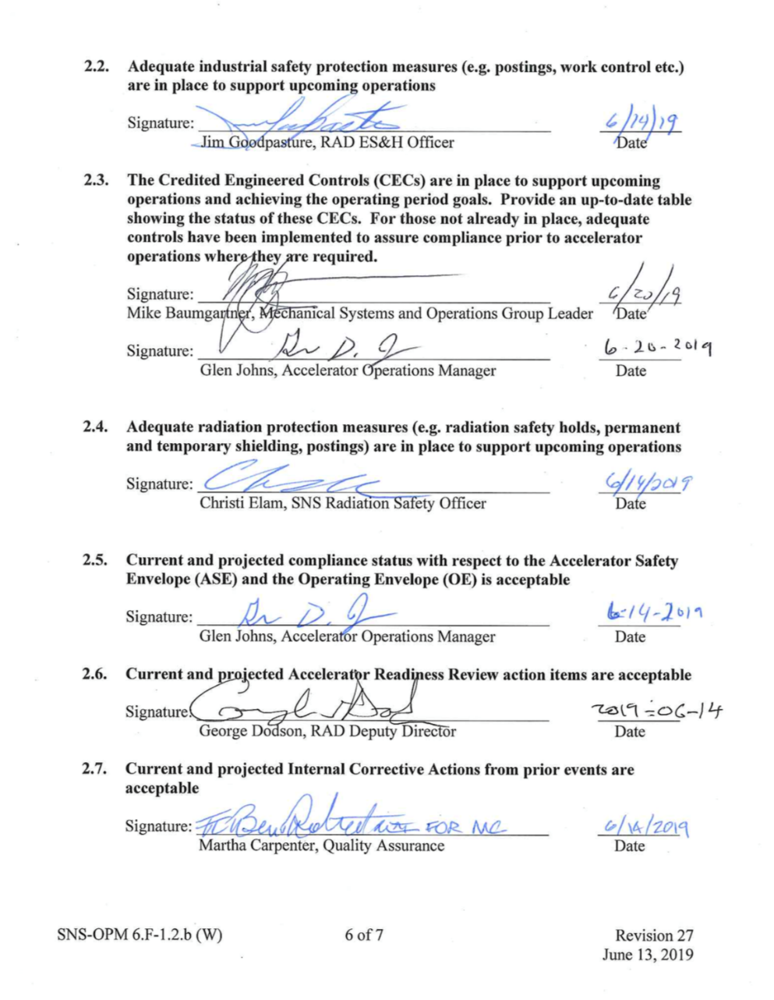 2.2. Adequate industrial safety protection measures (e.g. postings, work control etc.)
are in place to support upcoming operations
Signature: 6/14/19
Jim Goodpasture, RAD ES&H Officer Date
2.3. The Credited Engineered Controls (CECs) are in place to support upcoming
operations and achieving the operating period goals. Provide an up-to-date table
showing the status of these CECs. For those not already in place, adequate
controls have been implemented to assure compliance prior to accelerator
operations where they are required.
Signature: 6/20/19
Mike Baumgartner, Mechanical Systems and Operations Group Leader Date
Signature: 6-20-2019
Glen Johns, Accelerator Operations Manager Date
2.4. Adequate radiation protection measures (e.g. radiation safety holds, permanent
and temporary shielding, postings) are in place to support upcoming operations
Signature: 6/14/2019
Christi Elam, SNS Radiation Safety Officer Date
2.5. Current and projected compliance status with respect to the Accelerator Safety
Envelope (ASE) and the Operating Envelope (OE) is acceptable
Signature: 6-14-2019
Glen Johns, Accelerator Operations Manager Date
2.6. Current and projected Accelerator Readiness Review action items are acceptable
Signature: 2019-06-14
George Dodson, RAD Deputy Director Date
2.7. Current and projected Internal Corrective Actions from prior events are
acceptable
Signature: FOR MC 6/14/2019
Martha Carpenter, Quality Assurance Date
SNS-OPM 6.F-1.2.b (W) 6 of 7 Revision 27
June 13, 2019